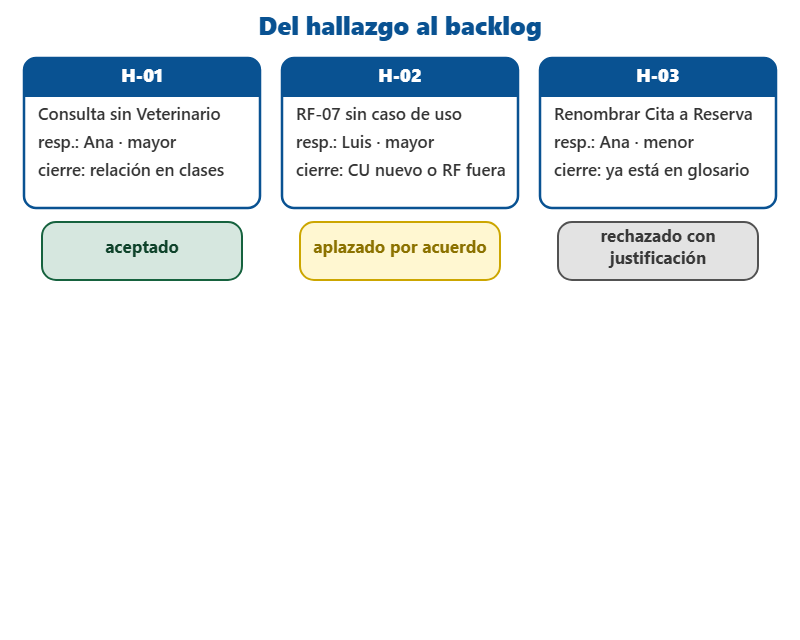 Del hallazgo al backlog
H-01
Consulta sin Veterinario
resp.: Ana · mayor
cierre: relación en clases
aceptado
H-02
RF-07 sin caso de uso
resp.: Luis · mayor
cierre: CU nuevo o RF fuera
aplazado por acuerdo
H-03
Renombrar Cita a Reserva
resp.: Ana · menor
cierre: ya está en glosario
rechazado con
justificación